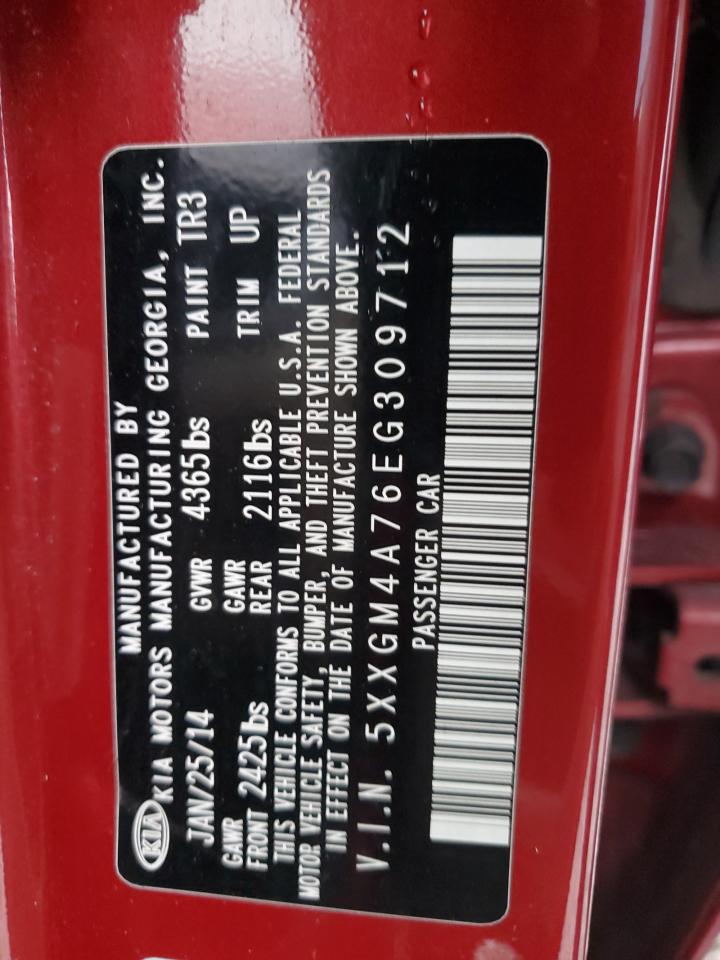 MANUFACTURED BY
KIA KIA MOTORS MANUFACTURING GEORGIA, INC.
JAN/25/14 GVWR 4365lbs PAINT TR3
GAWR FRONT 2425lbs GAWR REAR 2116lbs TRIM UP
THIS VEHICLE CONFORMS TO ALL APPLICABLE U.S.A. FEDERAL
MOTOR VEHICLE SAFETY, BUMPER, AND THEFT PREVENTION STANDARDS
IN EFFECT ON THE DATE OF MANUFACTURE SHOWN ABOVE.
V.I.N. 5XXGM4A76EG309712
PASSENGER CAR